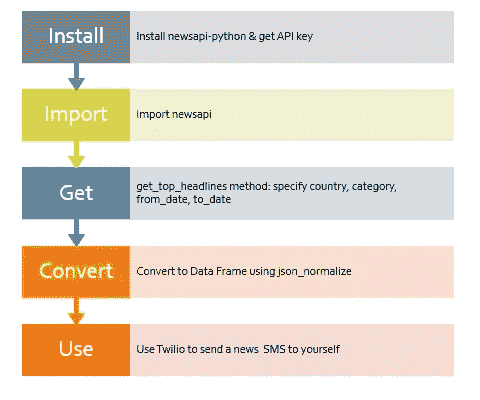 Install
Install newsapi-python & get API key
Import
Import newsapi
Get
get_top_headlines method: specify country, category,
from_date, to_date
Convert
Convert to Data Frame using json_normalize
Use
Use Twilio to send a news SMS to yourself